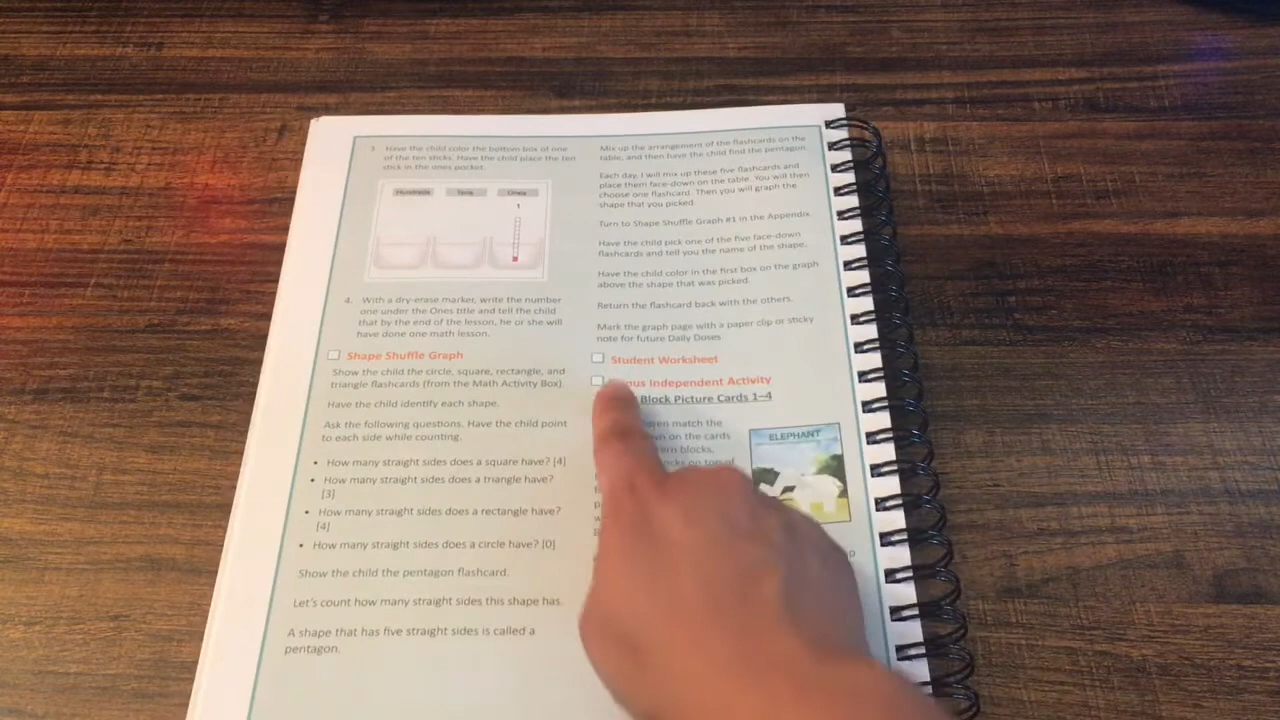 3. Have the child color the bottom box of one
of the ten sticks. Have the child place the ten
stick in the ones pocket.
Hundreds Tens Ones
1
4. With a dry-erase marker, write the number
one under the Ones title and tell the child
that by the end of the lesson, he or she will
have done one math lesson.
Shape Shuffle Graph
Show the child the circle, square, rectangle, and
triangle flashcards (from the Math Activity Box).
Have the child identify each shape.
Ask the following questions. Have the child point
to each side while counting.
• How many straight sides does a square have? [4]
• How many straight sides does a triangle have?
[3]
• How many straight sides does a rectangle have?
[4]
• How many straight sides does a circle have? [0]
Show the child the pentagon flashcard.
Let's count how many straight sides this shape has.
A shape that has five straight sides is called a
pentagon.
Mix up the arrangement of the flashcards on the
table, and then have the child find the pentagon.
Each day, I will mix up these five flashcards and
place them face-down on the table. You will then
choose one flashcard. Then you will graph the
shape that you picked.
Turn to Shape Shuffle Graph #1 in the Appendix.
Have the child pick one of the five face-down
flashcards and tell you the name of the shape.
Have the child color in the first box on the graph
above the shape that was picked.
Return the flashcard back with the others.
Mark the graph page with a paper clip or sticky
note for future Daily Doses.
Student Worksheet
Independent Activity
Block Picture Cards 1–4
match the
on the cards
blocks,
on top of
ELEPHANT